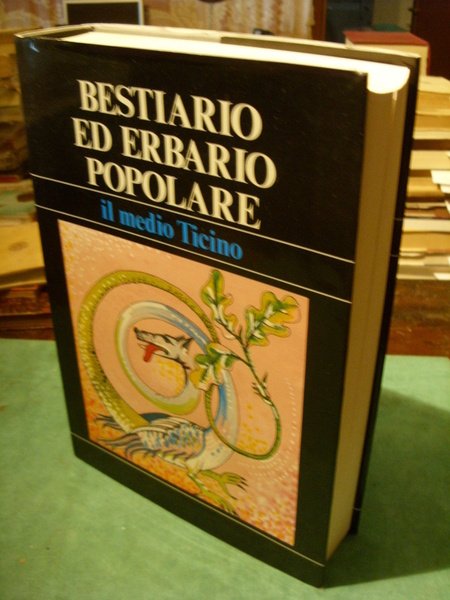 BESTIARIO
ED ERBARIO
POPOLARE
il medio Ticino